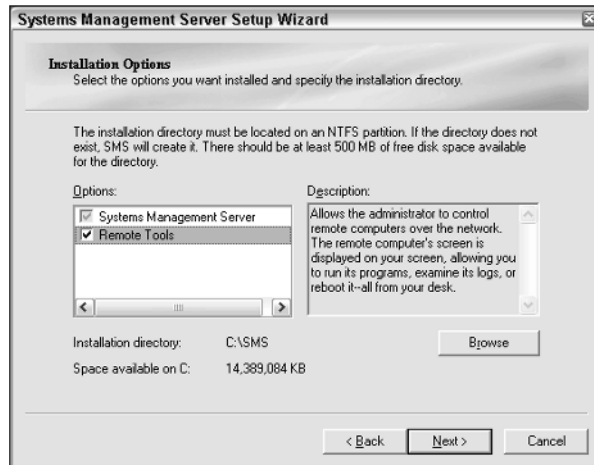 Systems Management Server Setup Wizard
Installation Options
Select the options you want installed and specify the installation directory.
The installation directory must be located on an NTFS partition. If the directory does not
exist, SMS will create it. There should be at least 500 MB of free disk space available
for the directory.
Options:
Systems Management Server
Remote Tools
Description:
Allows the administrator to control
remote computers over the network.
The remote computer's screen is
displayed on your screen, allowing you
to run its programs, examine its logs, or
reboot it--all from your desk.
Installation directory: C:\SMS
Browse
Space available on C: 14,389,084 KB
< Back Next > Cancel